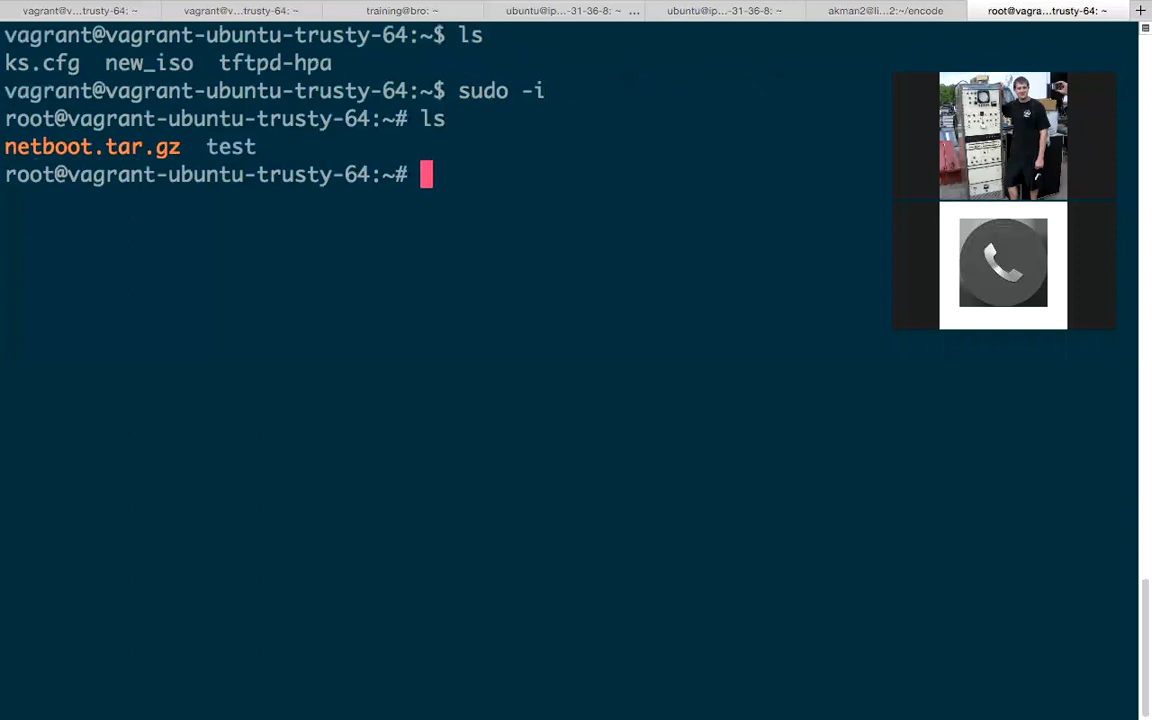 vagrant@v...trusty-64: ~ vagrant@v...trusty-64: ~ training@bro: ~ ubuntu@ip...-31-36-8: ~ ... ubuntu@ip...-31-36-8: ~ akman2@li...2:~/encode root@vagra...trusty-64: ~ +
vagrant@vagrant-ubuntu-trusty-64:~$ ls
ks.cfg new_iso tftpd-hpa
vagrant@vagrant-ubuntu-trusty-64:~$ sudo -i
root@vagrant-ubuntu-trusty-64:~# ls
netboot.tar.gz test
root@vagrant-ubuntu-trusty-64:~#